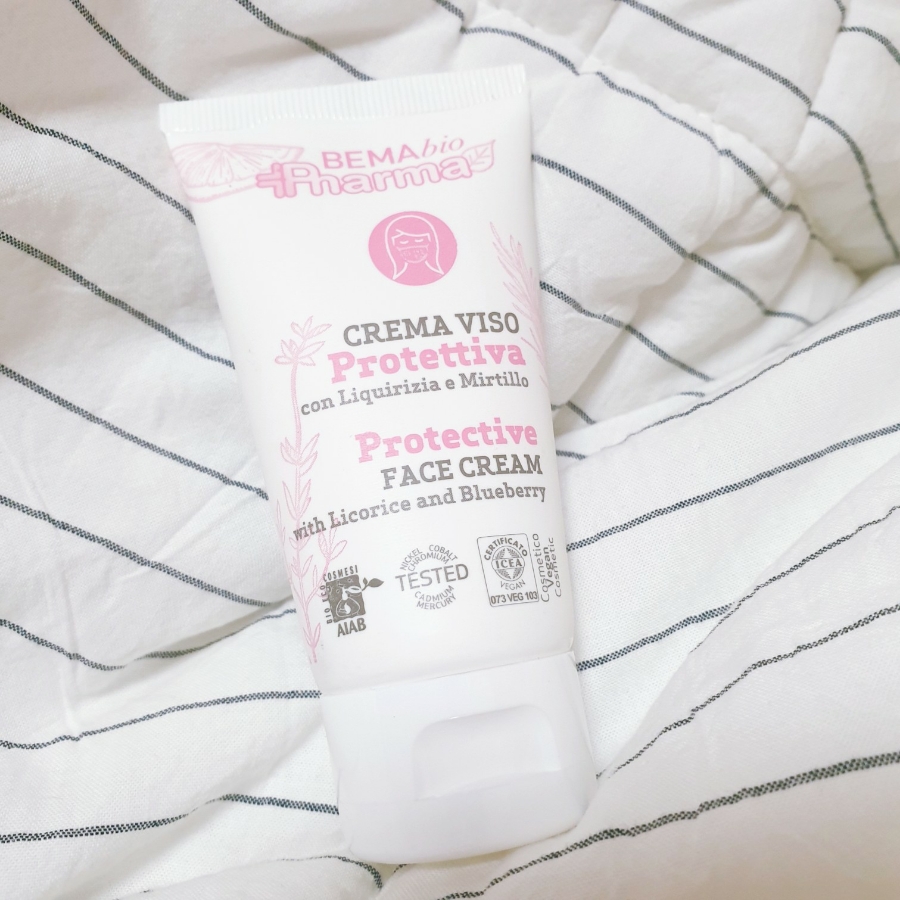 BEMA bio
Pharma
CREMA VISO
Protettiva
con Liquirizia e Mirtillo
Protective
FACE CREAM
with Licorice and Blueberry
BIO ECO COSMESI
AIAB
NICKEL COBALT
CHROMIUM
TESTED
CADMIUM
MERCURY
CERTIFICATO
ICEA
VEGAN
073 VEG 103
Cosmetico
Vegan
Cosmetic